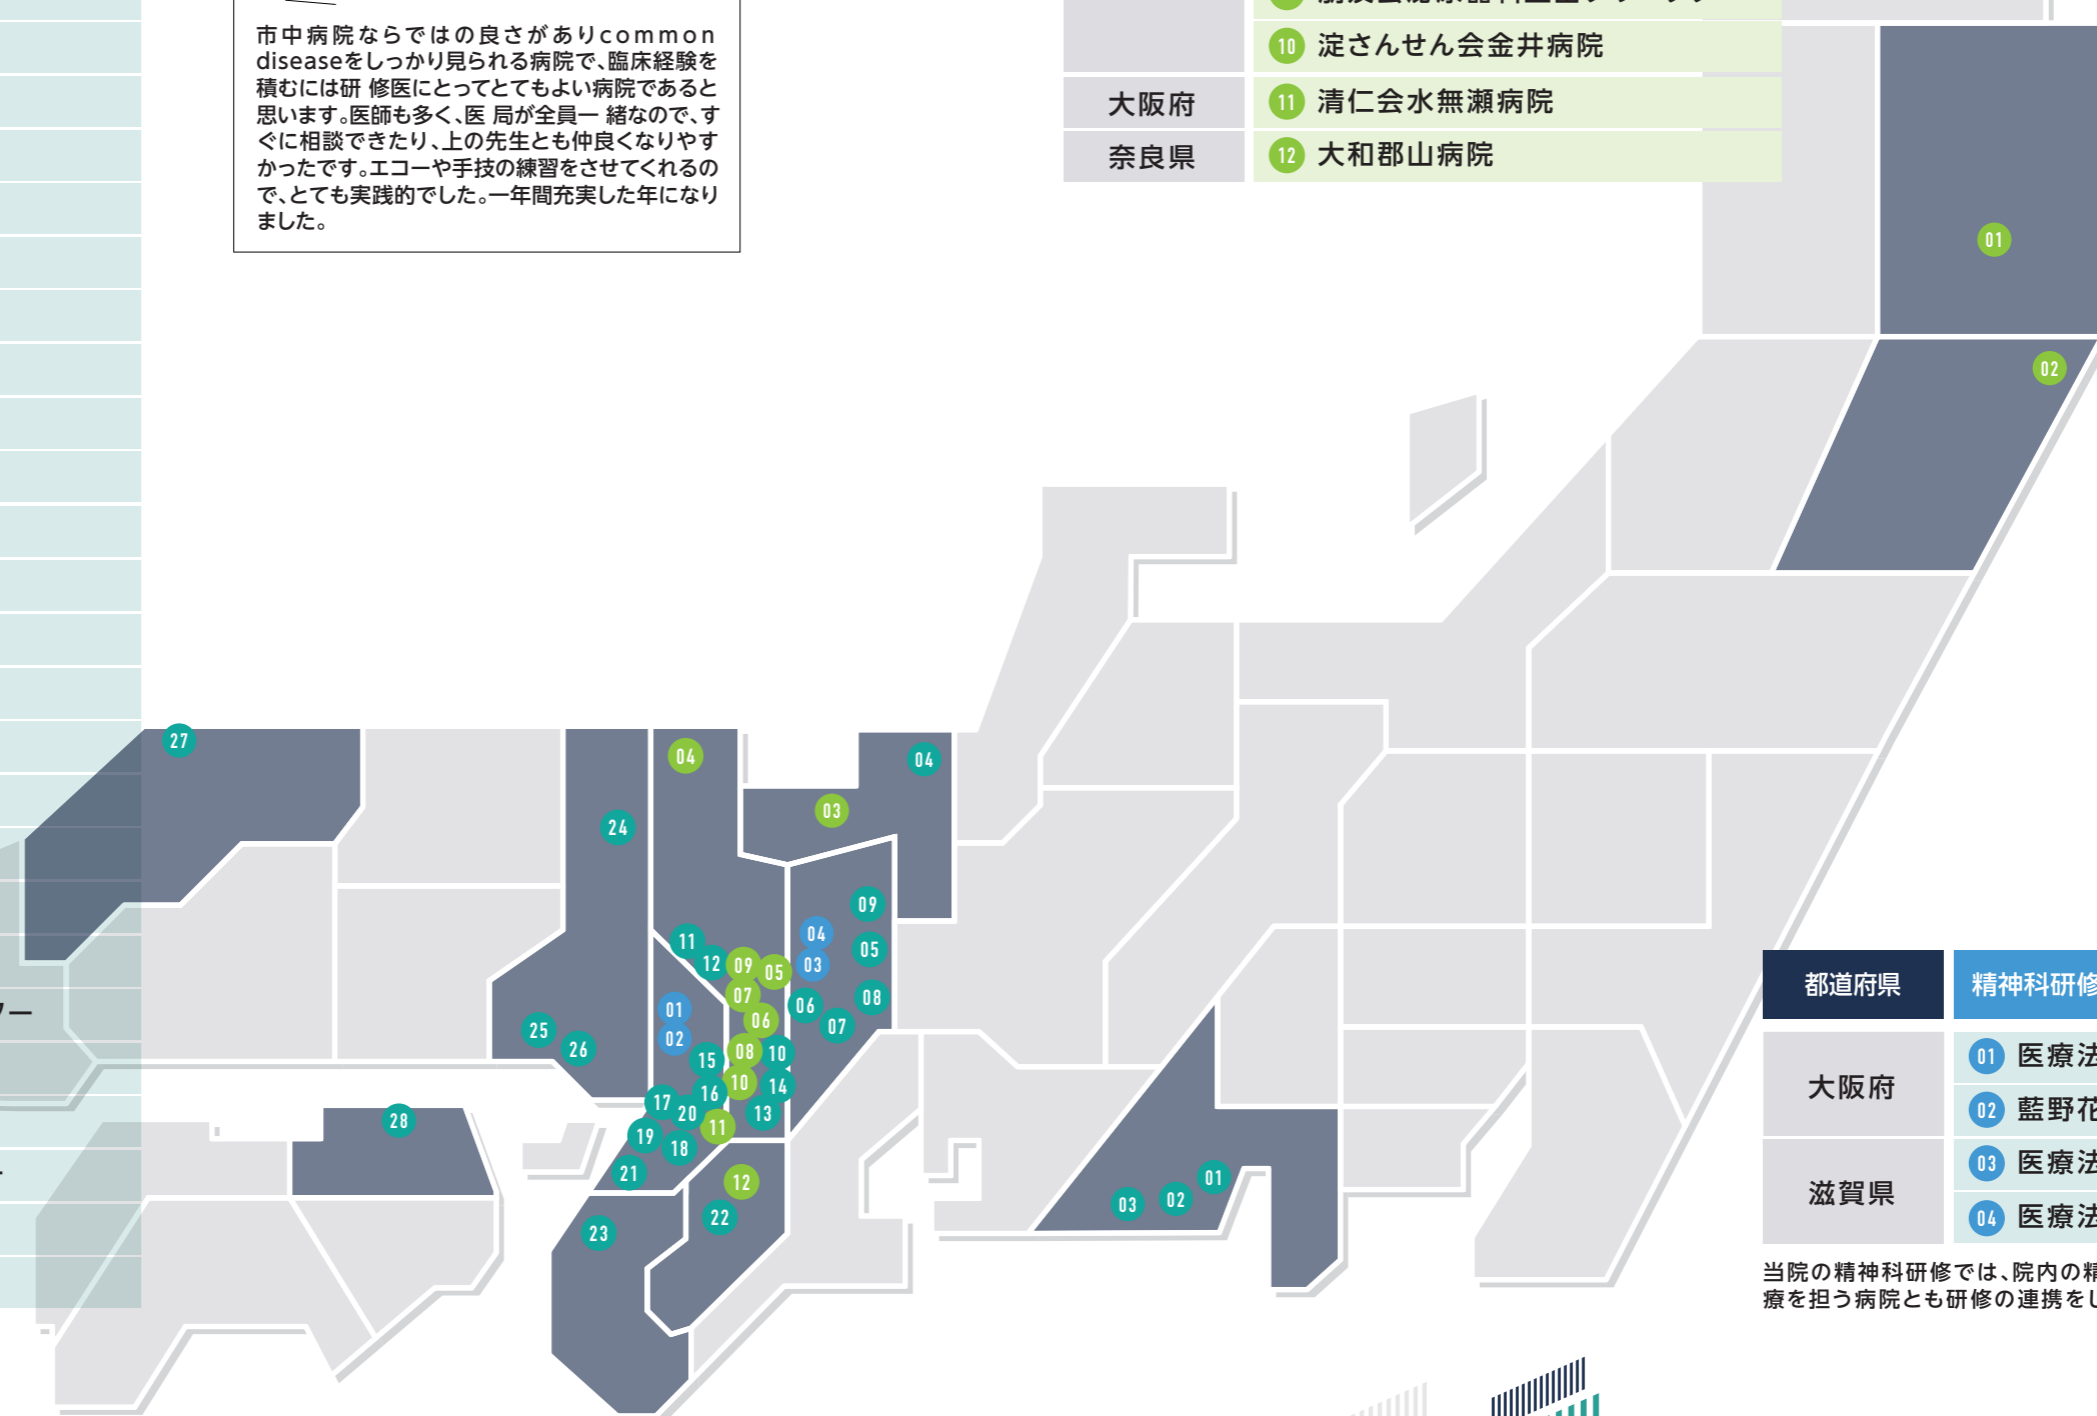 市中病院ならではの良さがありcommon
diseaseをしっかり見られる病院で、臨床経験を
積むには研 修医にとってとてもよい病院であると
思います。医師も多く、医 局が全員一 緒なので、す
ぐに相談できたり、上の先生とも仲良くなりやす
かったです。エコーや手技の練習をさせてくれるの
で、とても実践的でした。一年間充実した年になり
ました。
10 淀さんせん会金井病院
大阪府 11 清仁会水無瀬病院
奈良県 12 大和郡山病院
01
02
27
04
04
03
24
09
04
11
05
12
09
05
03
07
08
01
06
06
07
25
02
26
15
08
10
10
14
16
17
20
13
28
11
19
18
21
12
01
02
03
22
23
都道府県 精神科研修
大阪府
01 医療法
02 藍野花
滋賀県
03 医療法
04 医療法
当院の精神科研修では、院内の精
療を担う病院とも研修の連携をし